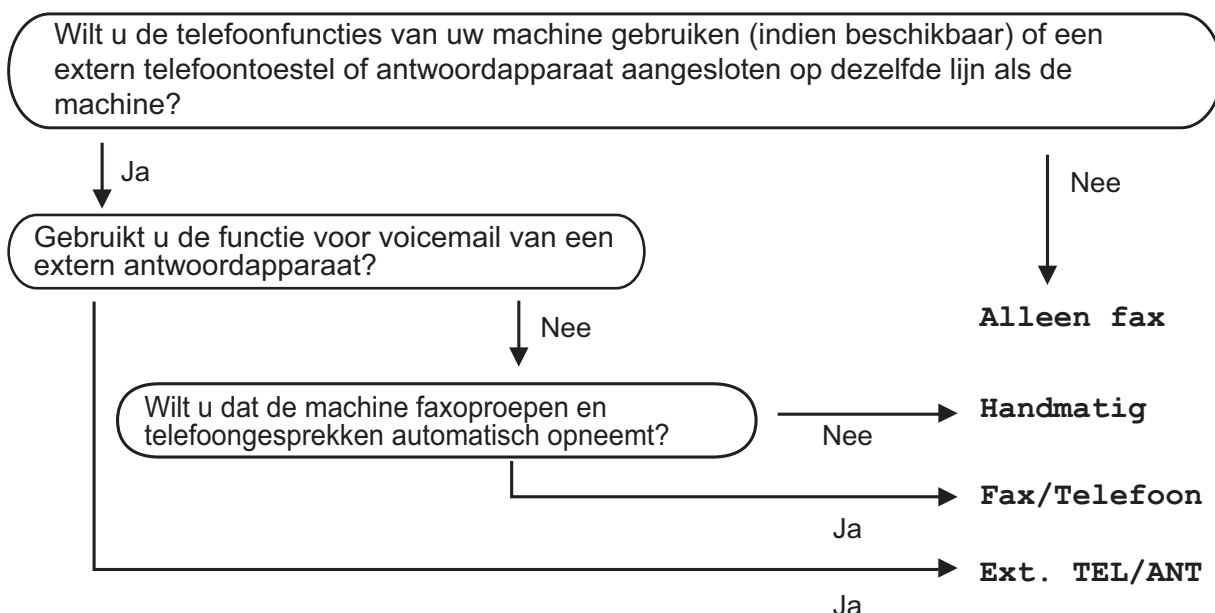 Wilt u de telefoonfuncties van uw machine gebruiken (indien beschikbaar) of een
extern telefoontoestel of antwoordapparaat aangesloten op dezelfde lijn als de
machine?
Ja
Nee
Gebruikt u de functie voor voicemail van een
extern antwoordapparaat?
Nee
Alleen fax
Wilt u dat de machine faxoproepen en
telefoongesprekken automatisch opneemt?
Nee
Handmatig
Ja
Fax/Telefoon
Ja
Ext. TEL/ANT